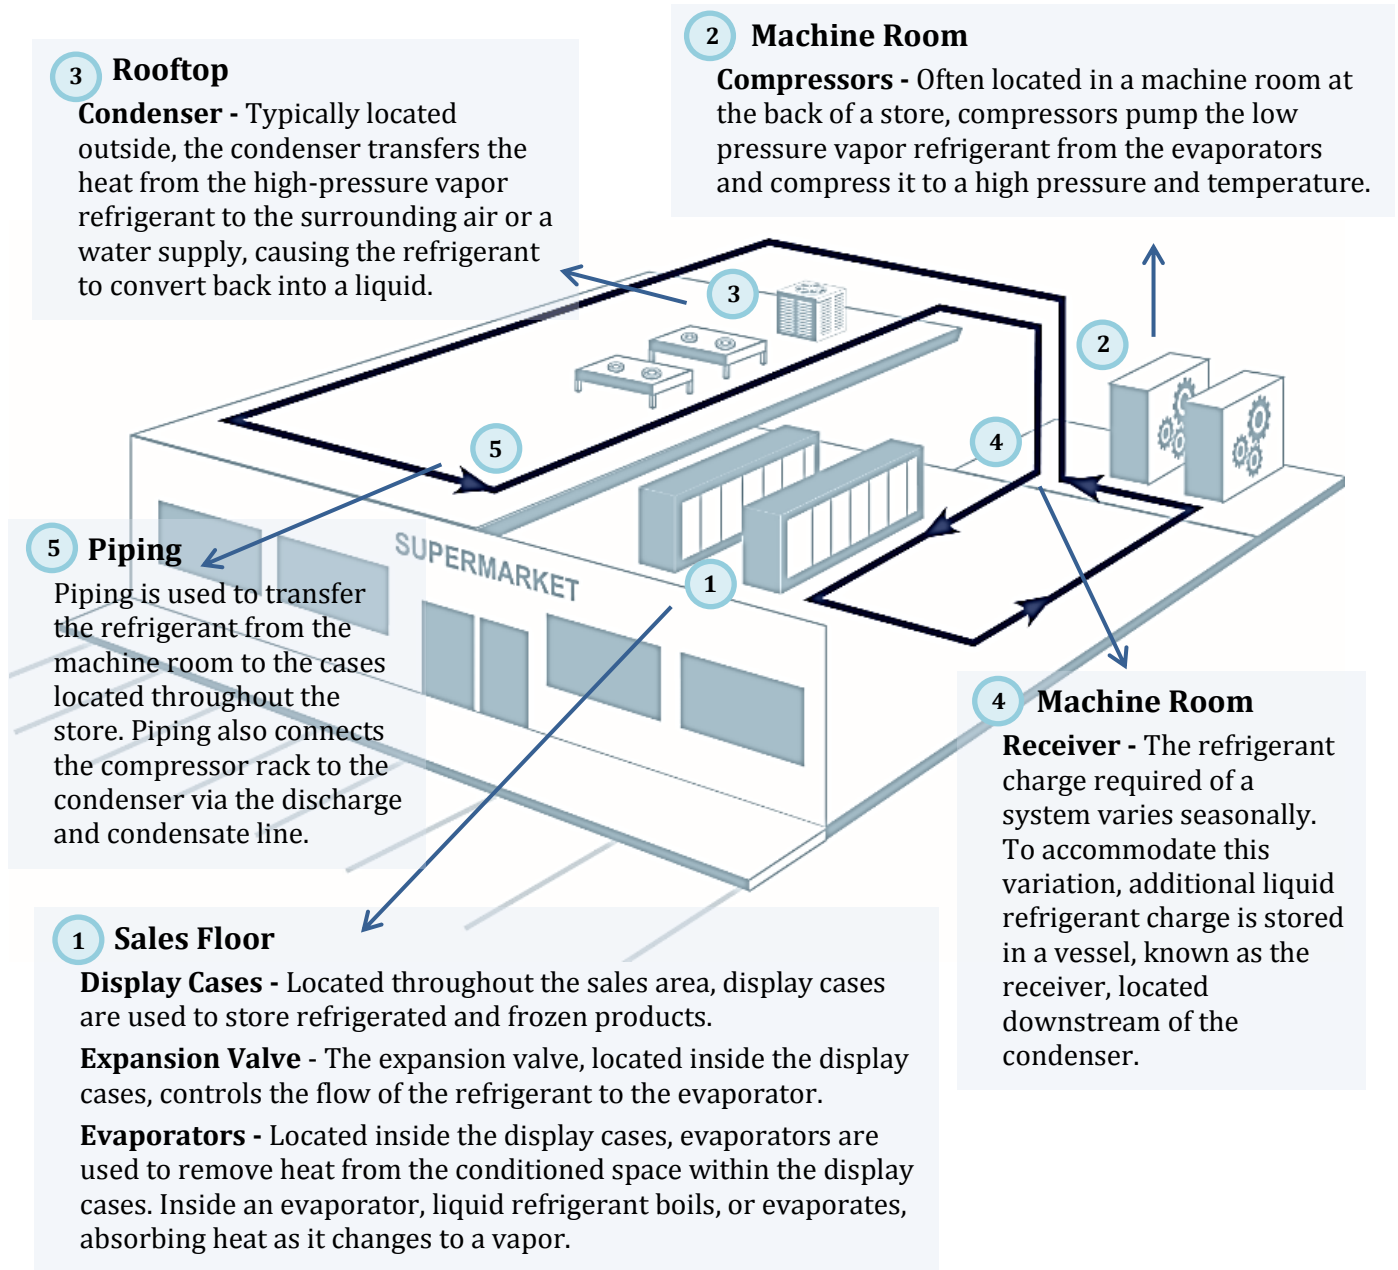 3 Rooftop
Condenser - Typically located
outside, the condenser transfers the
heat from the high-pressure vapor
refrigerant to the surrounding air or a
water supply, causing the refrigerant
to convert back into a liquid.
2 Machine Room
Compressors - Often located in a machine room at
the back of a store, compressors pump the low
pressure vapor refrigerant from the evaporators
and compress it to a high pressure and temperature.
3
2
4
5
1
SUPERMARKET
5 Piping
Piping is used to transfer
the refrigerant from the
machine room to the cases
located throughout the
store. Piping also connects
the compressor rack to the
condenser via the discharge
and condensate line.
4 Machine Room
Receiver - The refrigerant
charge required of a
system varies seasonally.
To accommodate this
variation, additional liquid
refrigerant charge is stored
in a vessel, known as the
receiver, located
downstream of the
condenser.
1 Sales Floor
Display Cases - Located throughout the sales area, display cases
are used to store refrigerated and frozen products.
Expansion Valve - The expansion valve, located inside the display
cases, controls the flow of the refrigerant to the evaporator.
Evaporators - Located inside the display cases, evaporators are
used to remove heat from the conditioned space within the display
cases. Inside an evaporator, liquid refrigerant boils, or evaporates,
absorbing heat as it changes to a vapor.